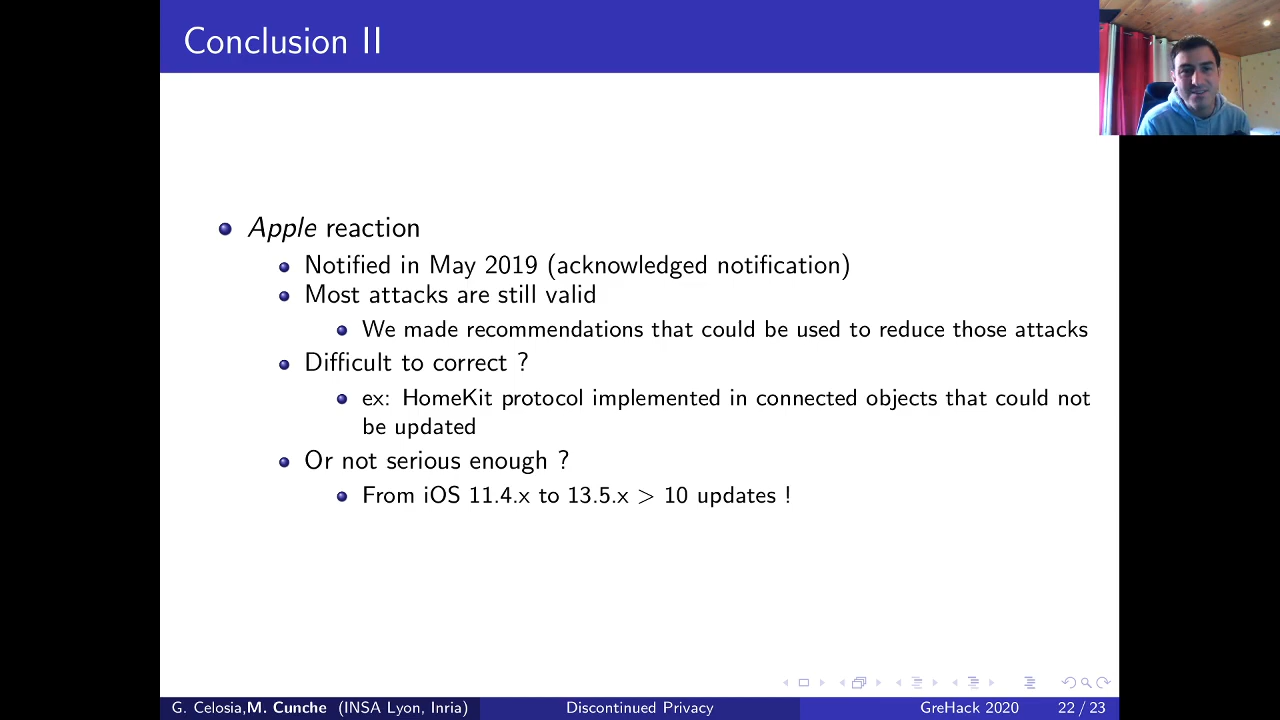 Conclusion II
Apple reaction
Notified in May 2019 (acknowledged notification)
Most attacks are still valid
We made recommendations that could be used to reduce those attacks
Difficult to correct ?
ex: HomeKit protocol implemented in connected objects that could not
be updated
Or not serious enough ?
From iOS 11.4.x to 13.5.x > 10 updates !
G. Celosia,M. Cunche (INSA Lyon, Inria) Discontinued Privacy GreHack 2020 22 / 23